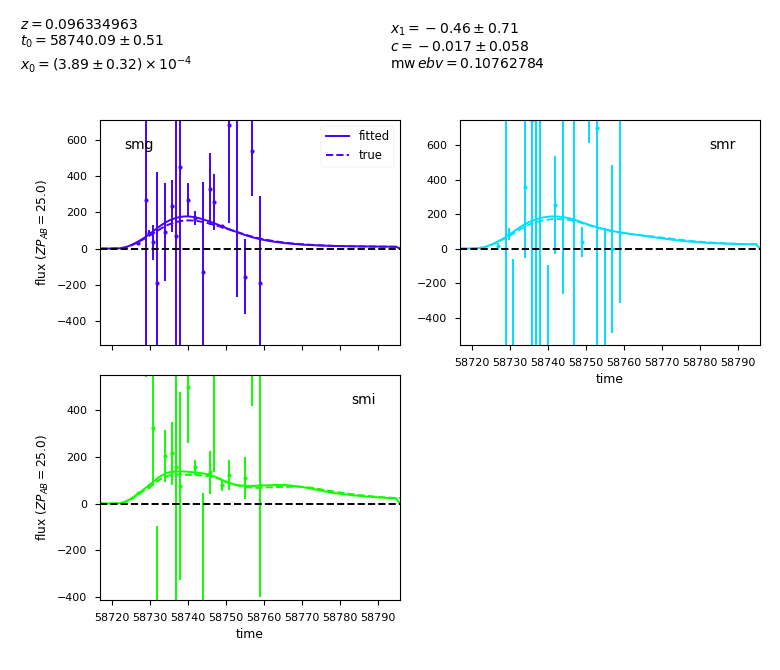 z = 0.096334963
t₀ = 58740.09 ± 0.51
x₀ = (3.89 ± 0.32) × 10⁻⁴
x₁ = −0.46 ± 0.71
c = −0.017 ± 0.058
mw ebv = 0.10762784
smg
fitted
true
600
400
200
0
−200
−400
flux (ZP_AB = 25.0)
smr
600
400
200
0
−200
−400
58720 58730 58740 58750 58760 58770 58780 58790
time
smi
400
200
0
−200
−400
flux (ZP_AB = 25.0)
58720 58730 58740 58750 58760 58770 58780 58790
time